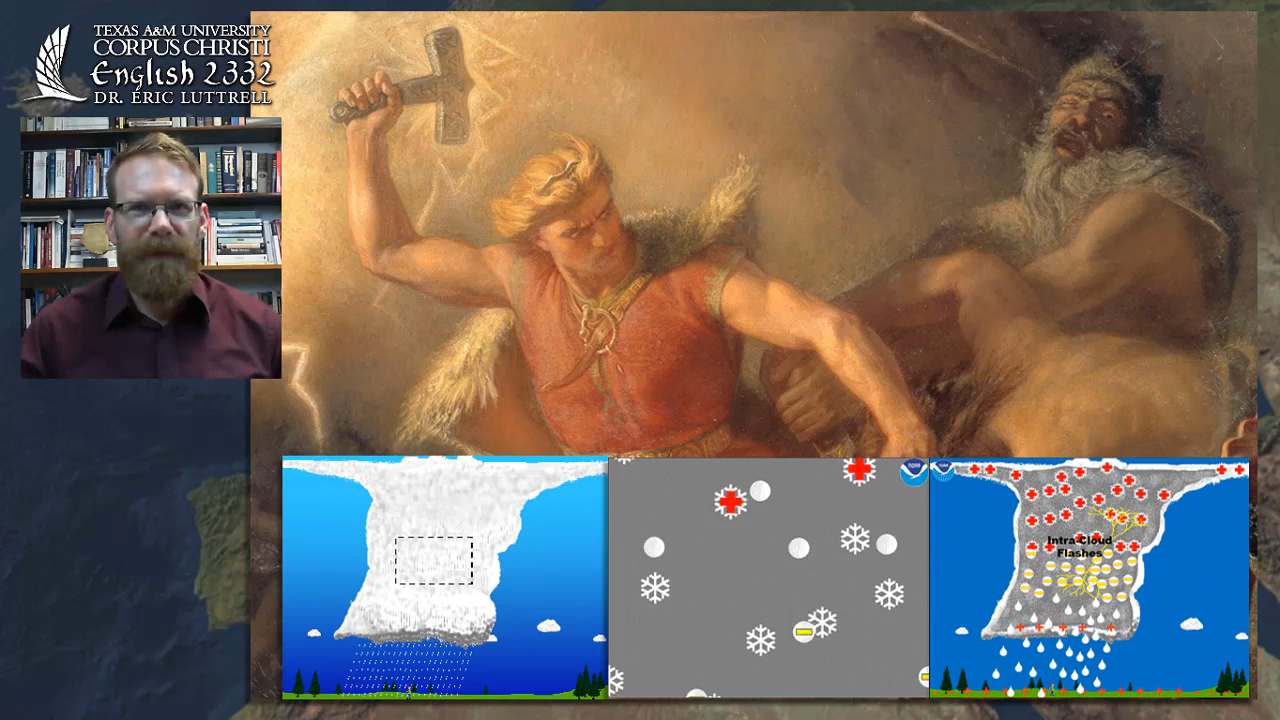 TEXAS A&M UNIVERSITY
CORPUS CHRISTI
English 2332
DR. ERIC LUTTRELL
Intra-Cloud
Flashes